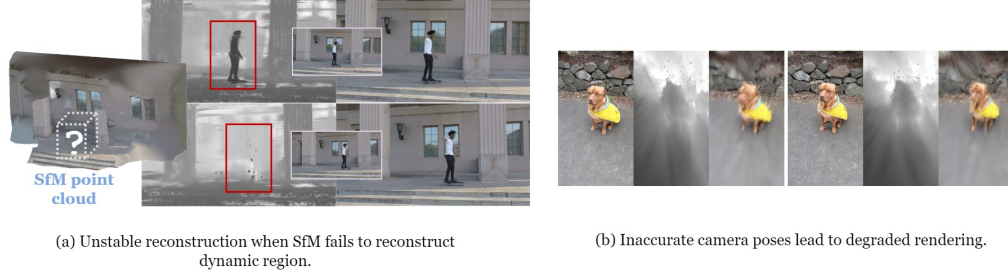 ?
SfM point
cloud
(a) Unstable reconstruction when SfM fails to reconstruct
dynamic region.
(b) Inaccurate camera poses lead to degraded rendering.